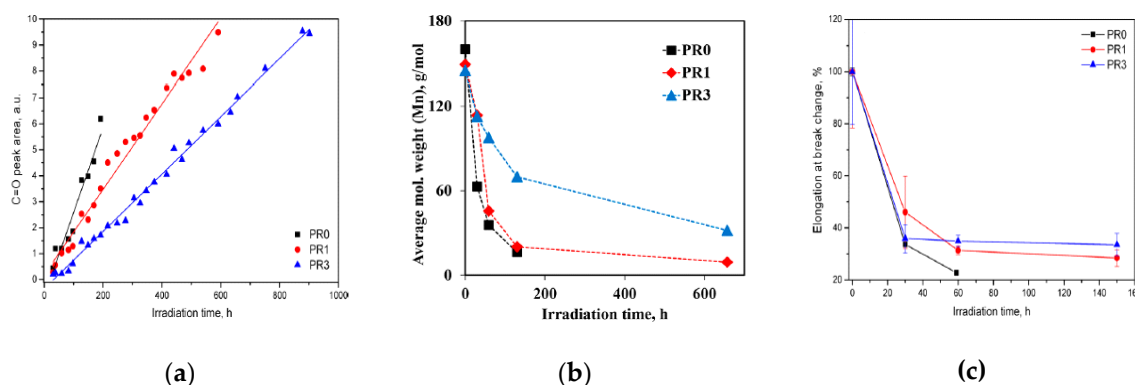 C=O peak area, a.u.
10
9
8
7
6
5
4
3
2
1
0
PR0
PR1
PR3
0 200 400 600 800 1000
Irradiation time, h
(a)
Average mol. weight (Mn), g/mol
180
120
60
0
PR0
PR1
PR3
0 200 400 600
Irradiation time, h
(b)
Elongation at break change, %
120
100
80
60
40
20
PR0
PR1
PR3
0 20 40 60 80 100 120 140
Irradiation time, h
(c)